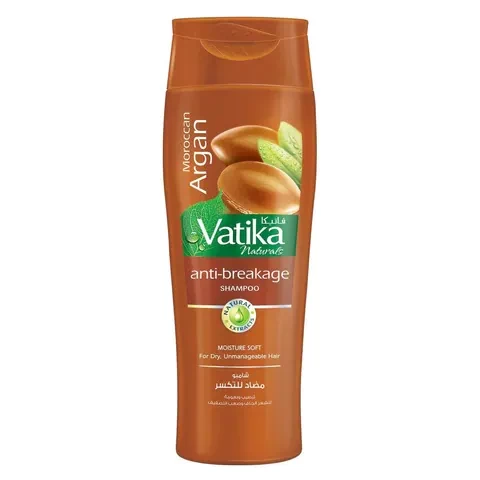 Moroccan
Argan
فاتيكا
Vatika
Naturals
anti-breakage
SHAMPOO
NATURAL
EXTRACTS
MOISTURE SOFT
For Dry, Unmanageable Hair
شامبو
مضاد للتكسر